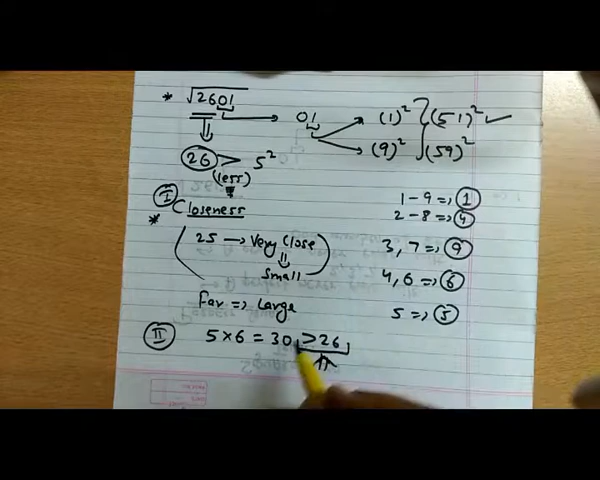 * √2601 → 01 → (1)² } (51)² ✓
→ (9)² } (59)²
⇓
26 > 5²
(less)
I Closeness
1 - 9 ⇒ 1
2 - 8 ⇒ 4
* 25 → Very Close
3, 7 ⇒ 9
⇓
Small
4, 6 ⇒ 6
Far ⇒ Large
5 ⇒ 5
II 5 × 6 = 30 > 26